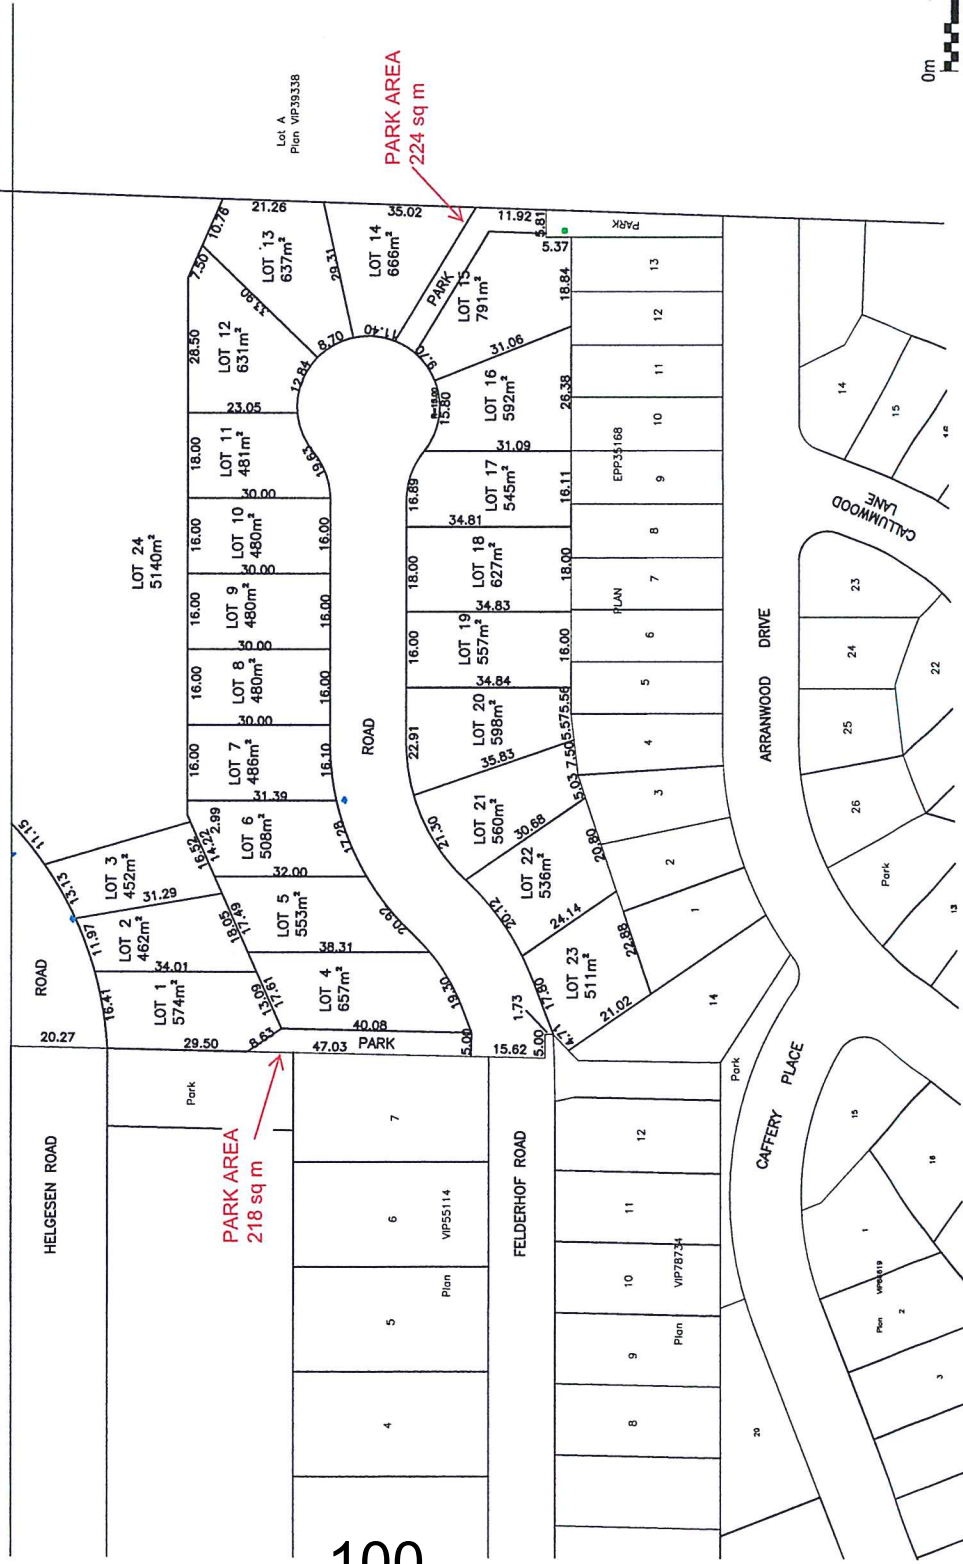 0m
Lot A
Plan VIP39338
PARK AREA
224 sq m
10.76
21.26
35.02
11.92
5.81
PARK
7.50
LOT 13
637m²
29.31
LOT 14
666m²
PARK
LOT 15
791m²
5.37
18.84
33.90
28.50
LOT 12
631m²
8.70
11.40
9.70
31.06
12.84
23.05
15.80
LOT 16
592m²
26.38
18.00
LOT 11
481m²
19.63
31.09
30.00
16.89
LOT 17
545m²
16.11
34.81
LOT 24
5140m²
16.00
LOT 10
480m²
16.00
30.00
18.00
LOT 18
627m²
18.00
34.83
16.00
LOT 9
480m²
16.00
30.00
16.00
LOT 19
557m²
16.00
34.84
16.00
LOT 8
480m²
16.00
30.00
ROAD
22.91
LOT 20
598m²
5.56
5.57
35.83
7.50
16.00
LOT 7
486m²
16.10
31.39
5.03
2.99
14.22
16.52
LOT 6
508m²
17.28
32.00
21.30
LOT 21
560m²
30.68
20.80
11.15
13.13
LOT 3
452m²
31.29
17.49
18.05
LOT 5
553m²
20.92
38.31
20.12
LOT 22
536m²
24.14
22.88
11.97
LOT 2
462m²
34.01
ROAD
16.41
LOT 1
574m²
13.09
17.61
LOT 4
657m²
19.30
40.08
1.73
17.80
LOT 23
511m²
21.02
4.71
20.27
29.50
8.63
47.03
PARK
5.00
15.62
5.00
13
12
11
10
9
8
7
6
5
4
3
2
1
14
EPP35168
PLAN
14
15
CALLUMWOOD
LANE
ARRANWOOD DRIVE
23
24
22
25
26
Park
13
Park
PARK AREA
218 sq m
HELGESEN ROAD
7
6
5
4
VIP55114
Plan
FELDERHOF ROAD
12
11
10
9
8
VIP78734
Plan
Park
CAFFERY PLACE
15
16
1
2
3
Plan
20
100